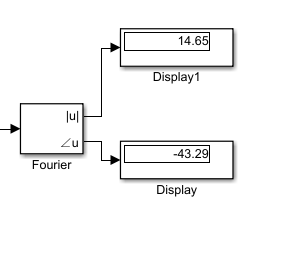 14.65
Display1
|u|
∠u
Fourier
-43.29
Display